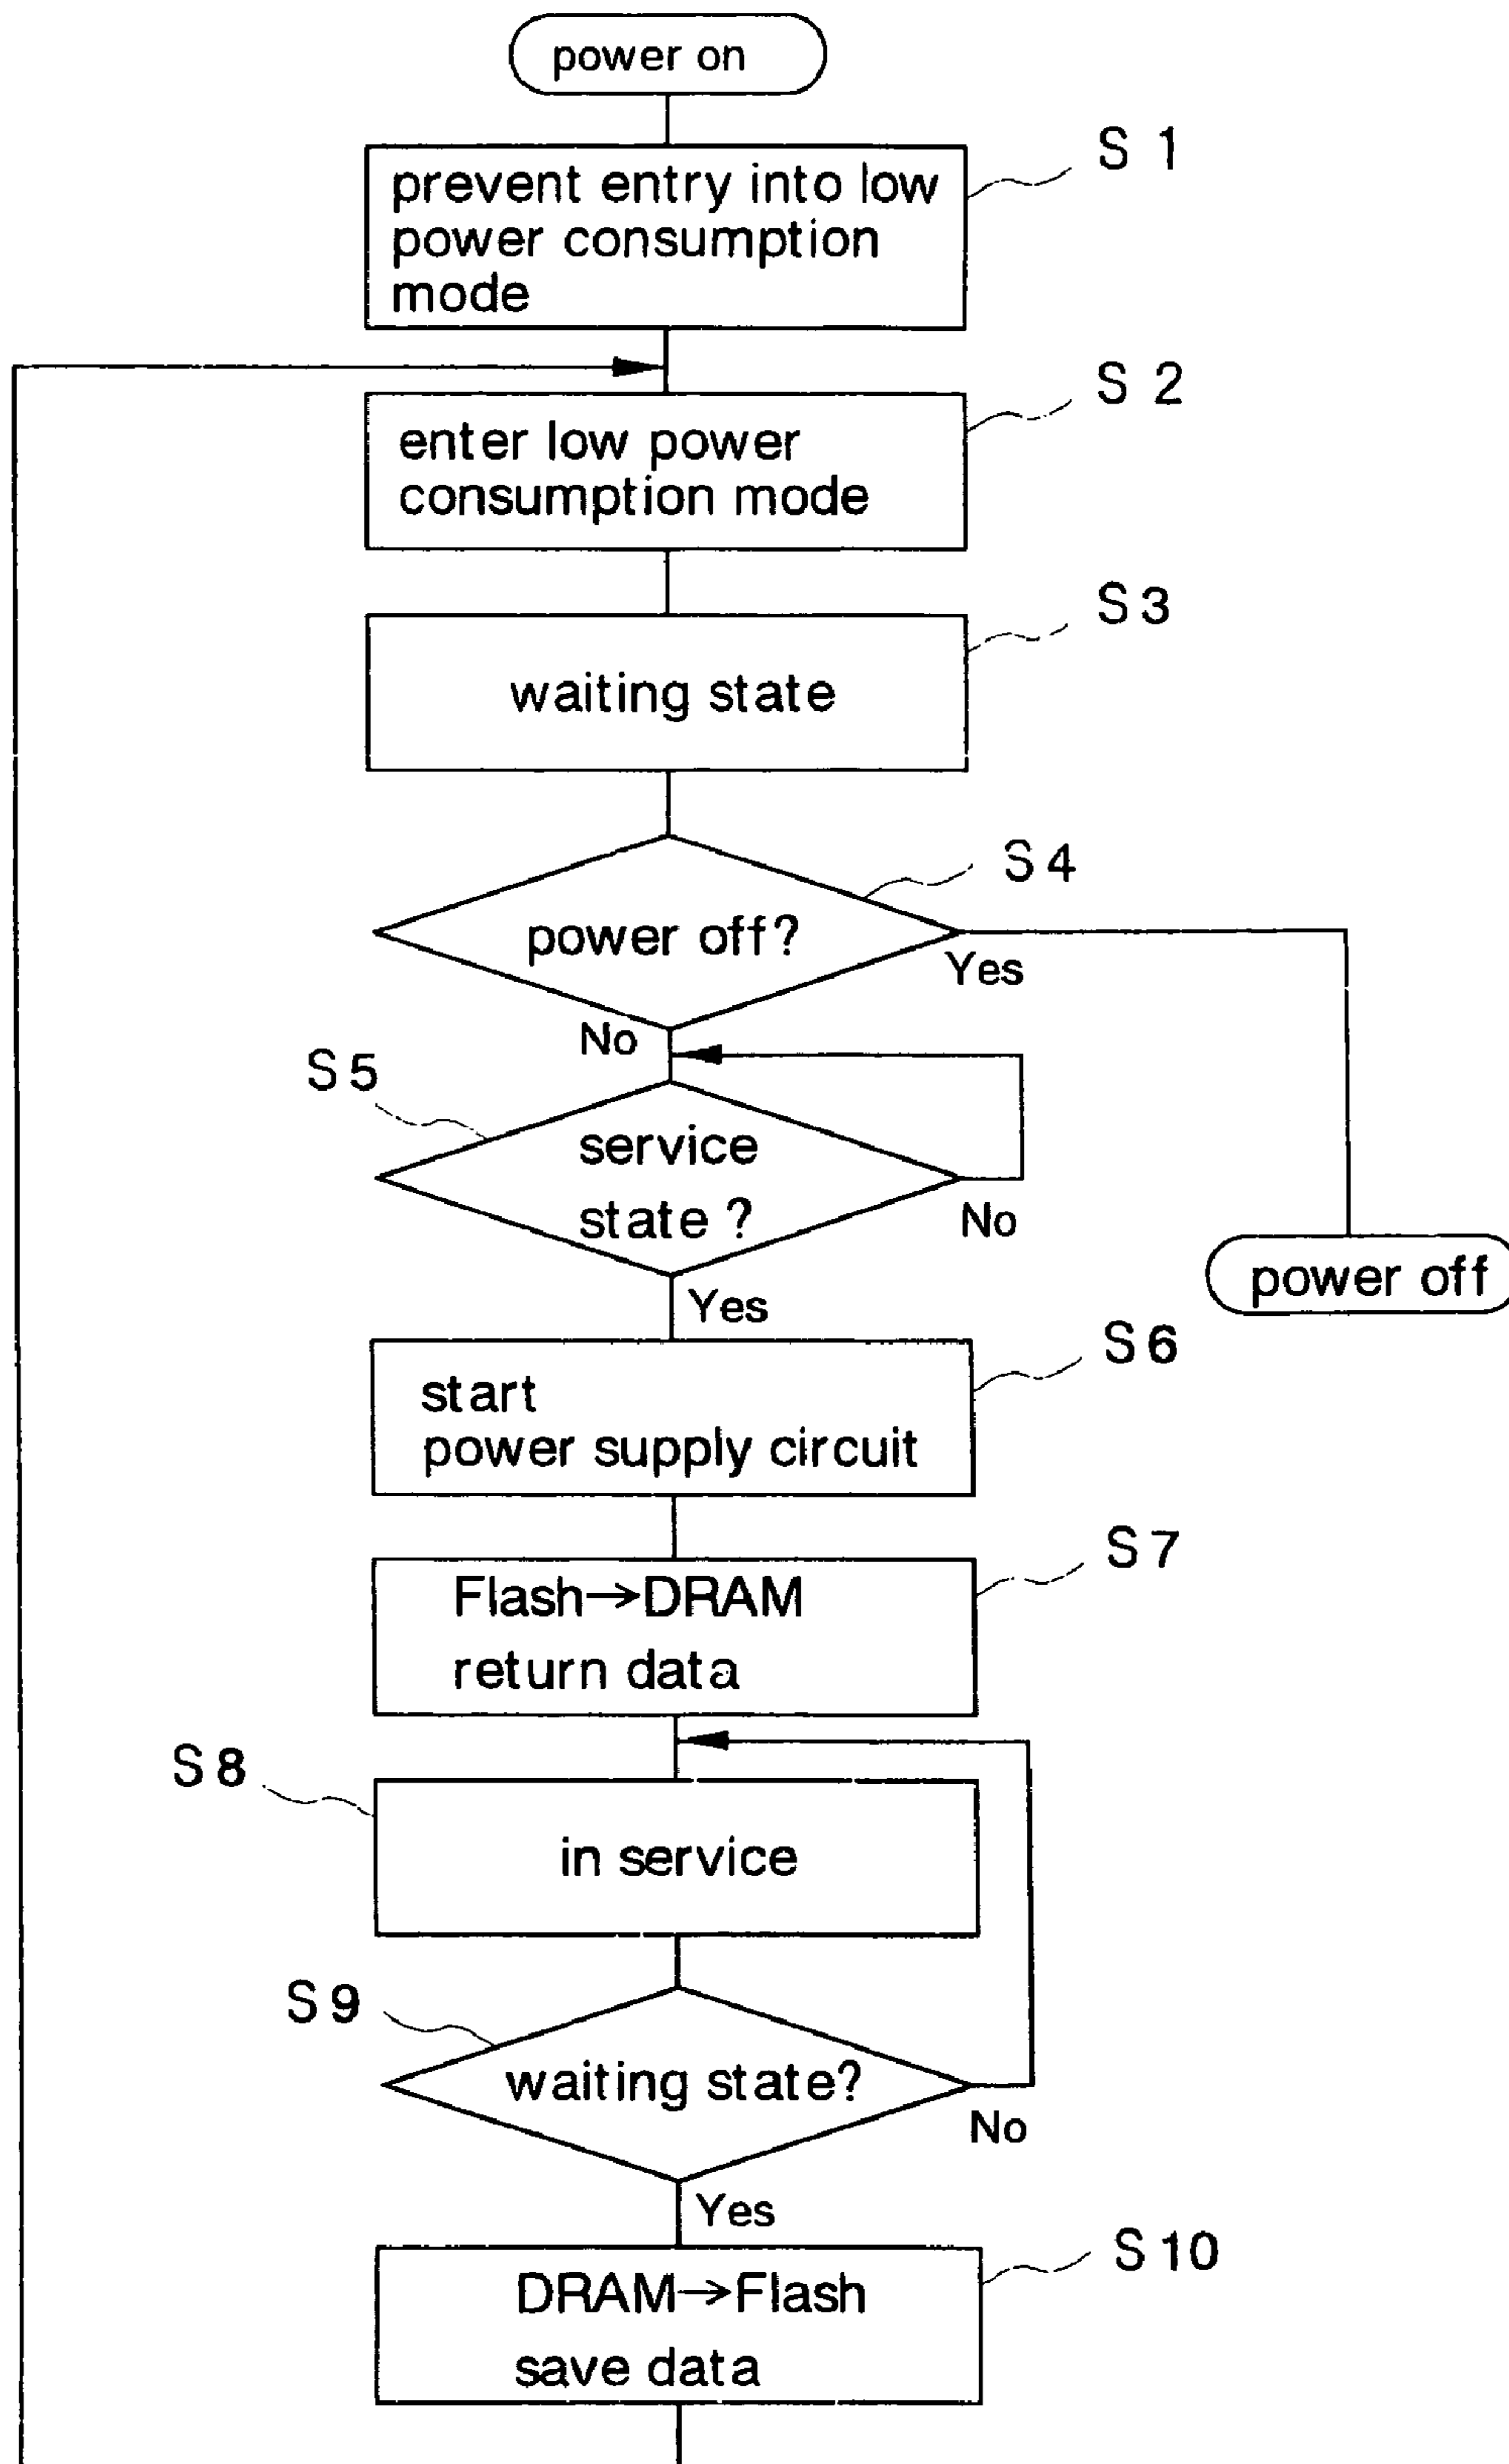 power on
S 1
prevent entry into low
power consumption
mode
S 2
enter low power
consumption mode
S3
waiting state
S4
power off?
Yes
No
S5
service
state ?
No
power off
Yes
S6
start
power supply circuit
S7
Flash→DRAM
return data
S8
in service
S9
waiting state?
No
Yes
S10
DRAM→Flash
save data